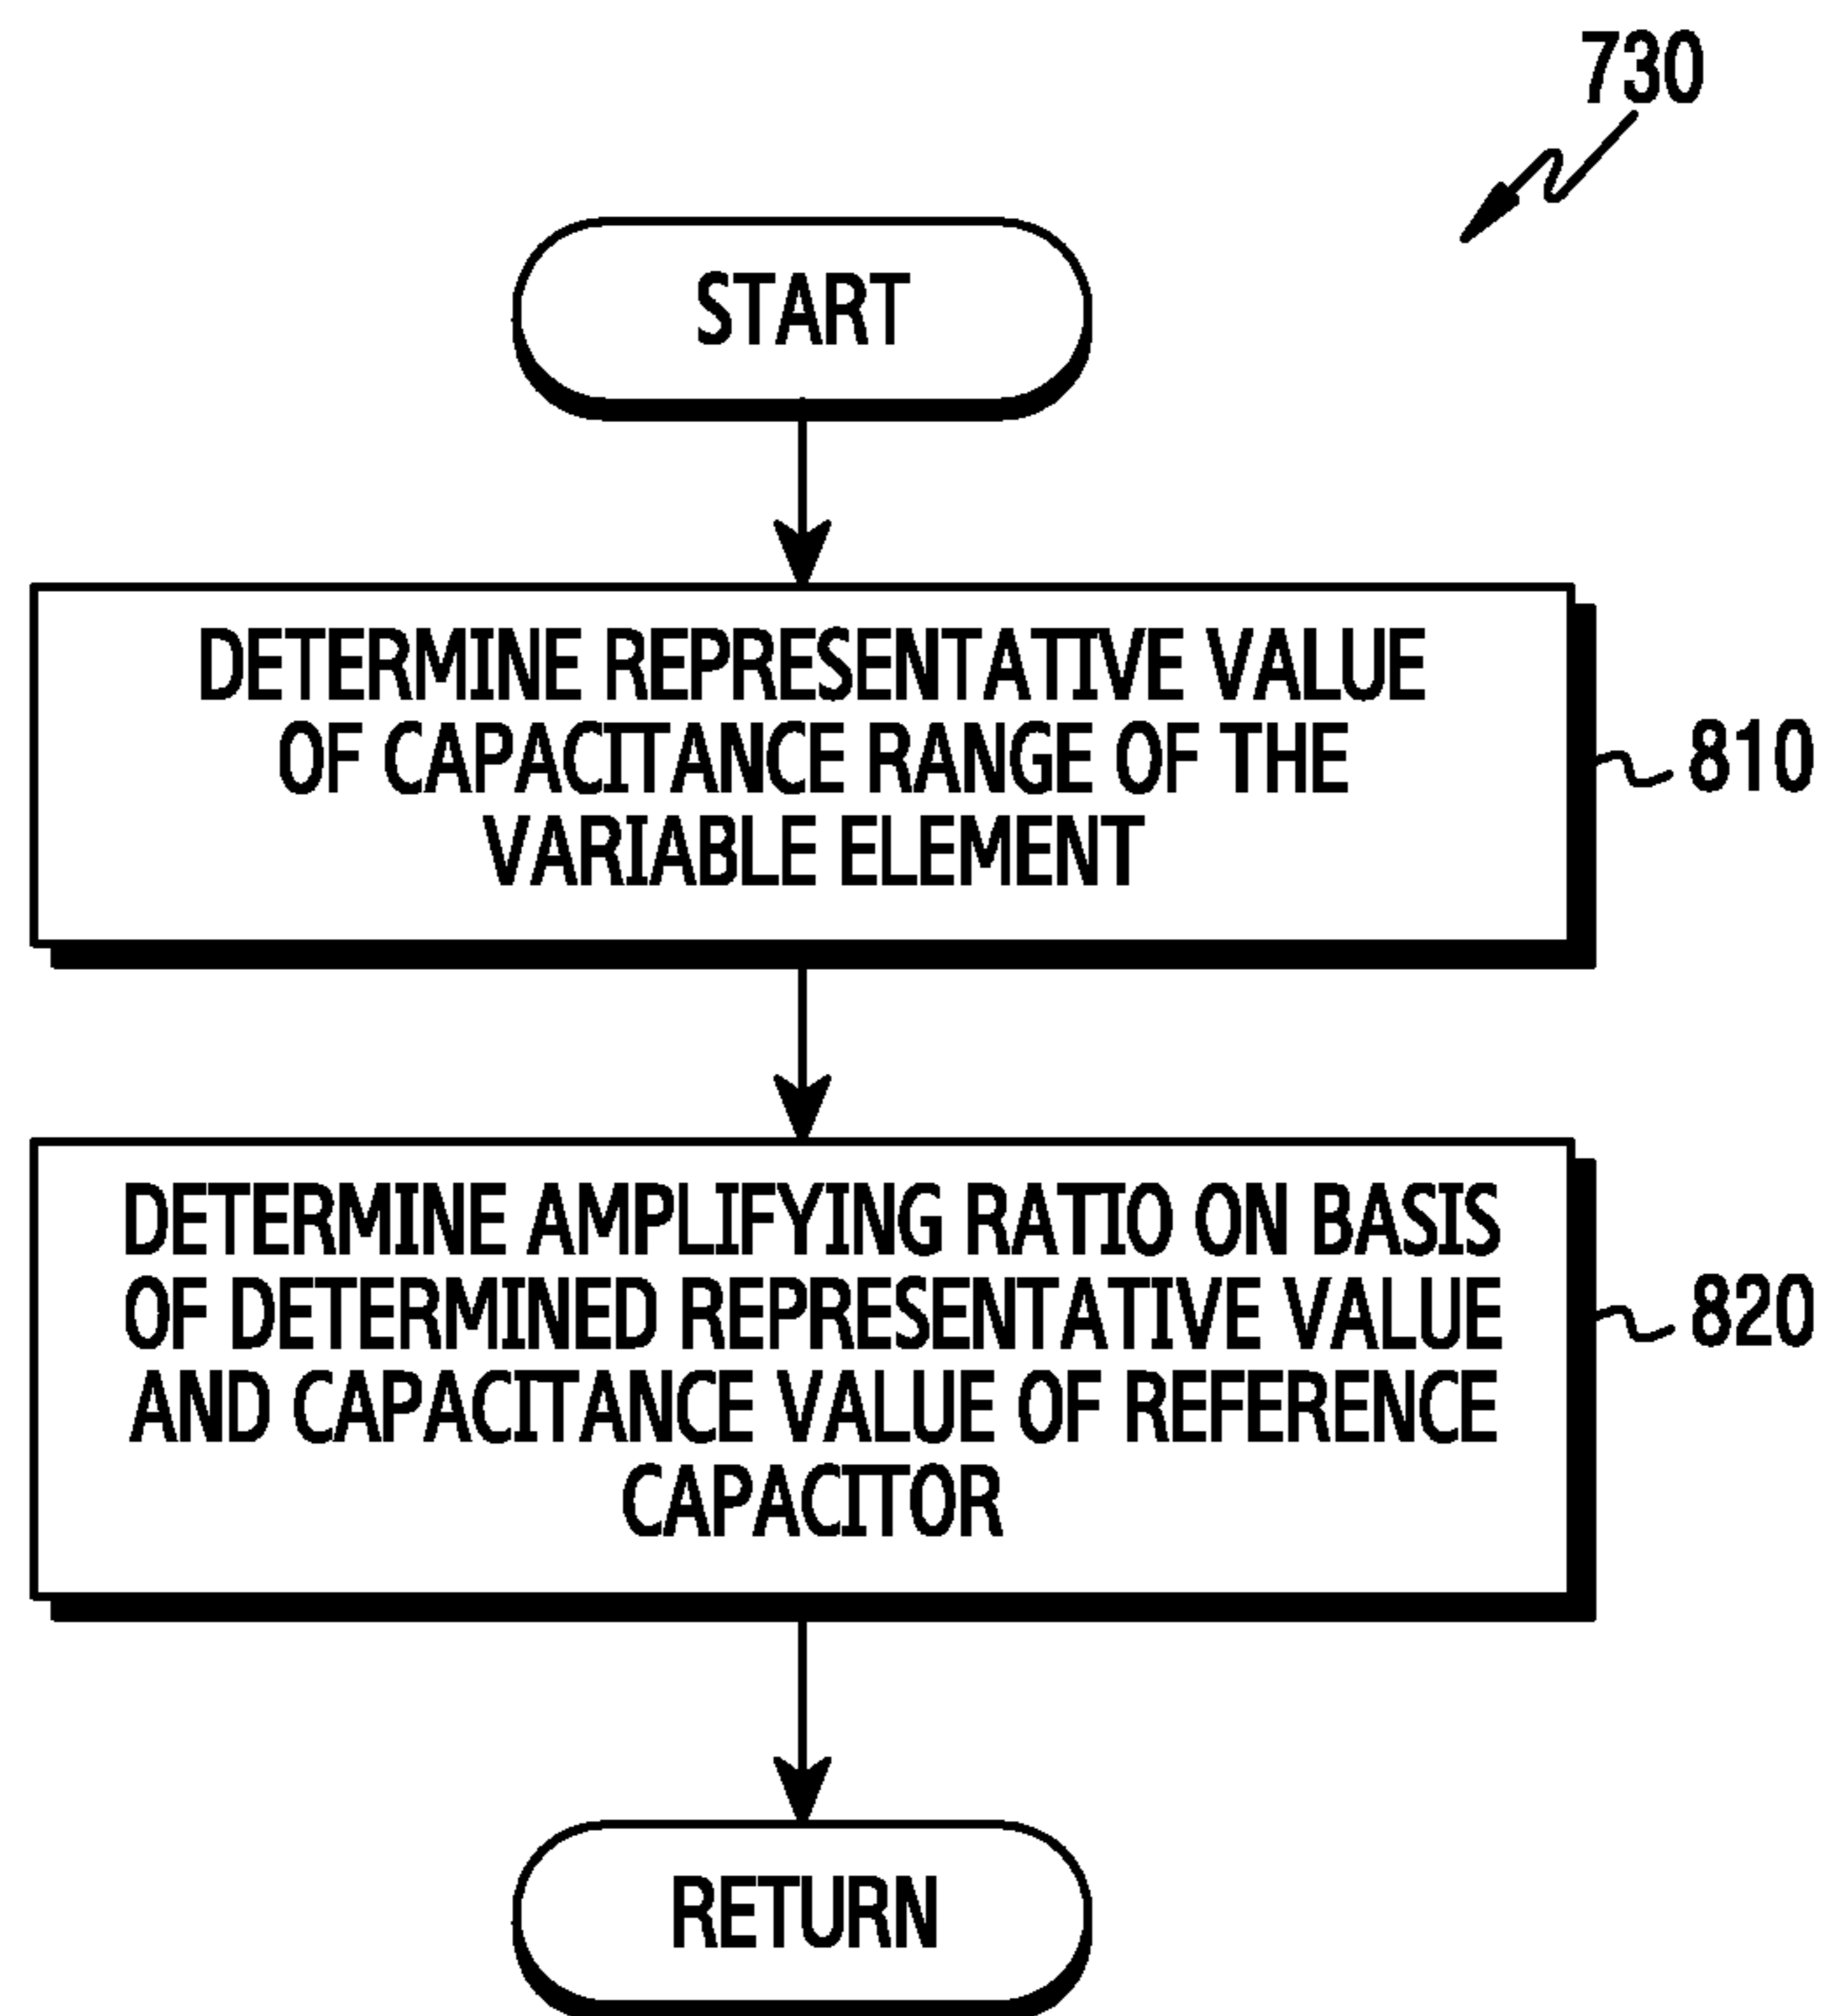 730
START
DETERMINE REPRESENTATIVE VALUE
OF CAPACITANCE RANGE OF THE
VARIABLE ELEMENT
810
DETERMINE AMPLIFYING RATIO ON BASIS
OF DETERMINED REPRESENTATIVE VALUE
AND CAPACITANCE VALUE OF REFERENCE
CAPACITOR
820
RETURN